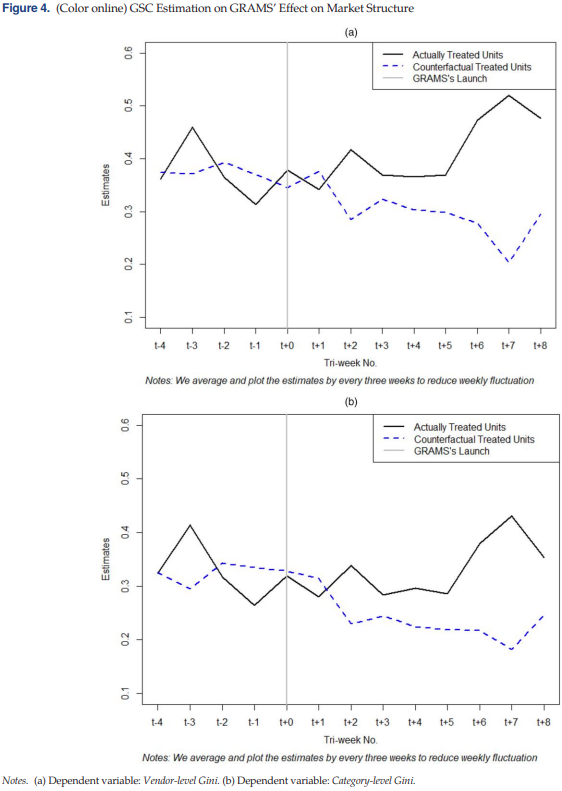 Figure 4. (Color online) GSC Estimation on GRAMS' Effect on Market Structure
(a)
Actually Treated Units
Counterfactual Treated Units
GRAMS's Launch
Estimates
0.6
0.5
0.4
0.3
0.2
0.1
t-4 t-3 t-2 t-1 t+0 t+1 t+2 t+3 t+4 t+5 t+6 t+7 t+8
Tri-week No.
Notes: We average and plot the estimates by every three weeks to reduce weekly fluctuation
(b)
Actually Treated Units
Counterfactual Treated Units
GRAMS's Launch
Estimates
0.6
0.5
0.4
0.3
0.2
0.1
t-4 t-3 t-2 t-1 t+0 t+1 t+2 t+3 t+4 t+5 t+6 t+7 t+8
Tri-week No.
Notes: We average and plot the estimates by every three weeks to reduce weekly fluctuation
Notes. (a) Dependent variable: Vendor-level Gini. (b) Dependent variable: Category-level Gini.